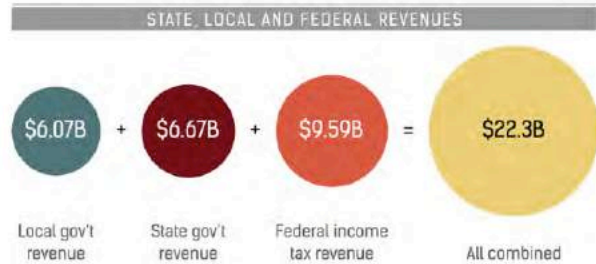 STATE, LOCAL AND FEDERAL REVENUES
$6.07B + $6.67B + $9.59B = $22.3B
Local gov't State gov't Federal income
revenue revenue tax revenue All combined